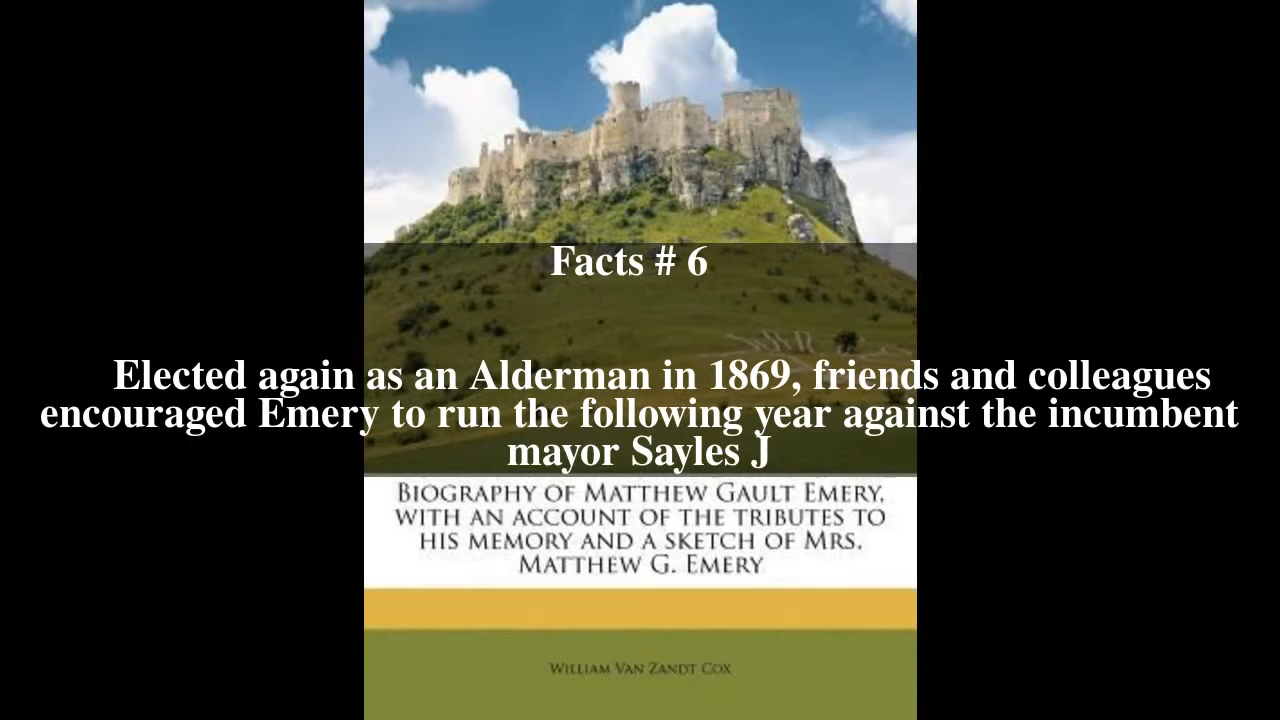 Facts # 6
Elected again as an Alderman in 1869, friends and colleagues
encouraged Emery to run the following year against the incumbent
mayor Sayles J
BIOGRAPHY OF MATTHEW GAULT EMERY,
WITH AN ACCOUNT OF THE TRIBUTES TO
HIS MEMORY AND A SKETCH OF MRS.
MATTHEW G. EMERY
WILLIAM VAN ZANDT COX